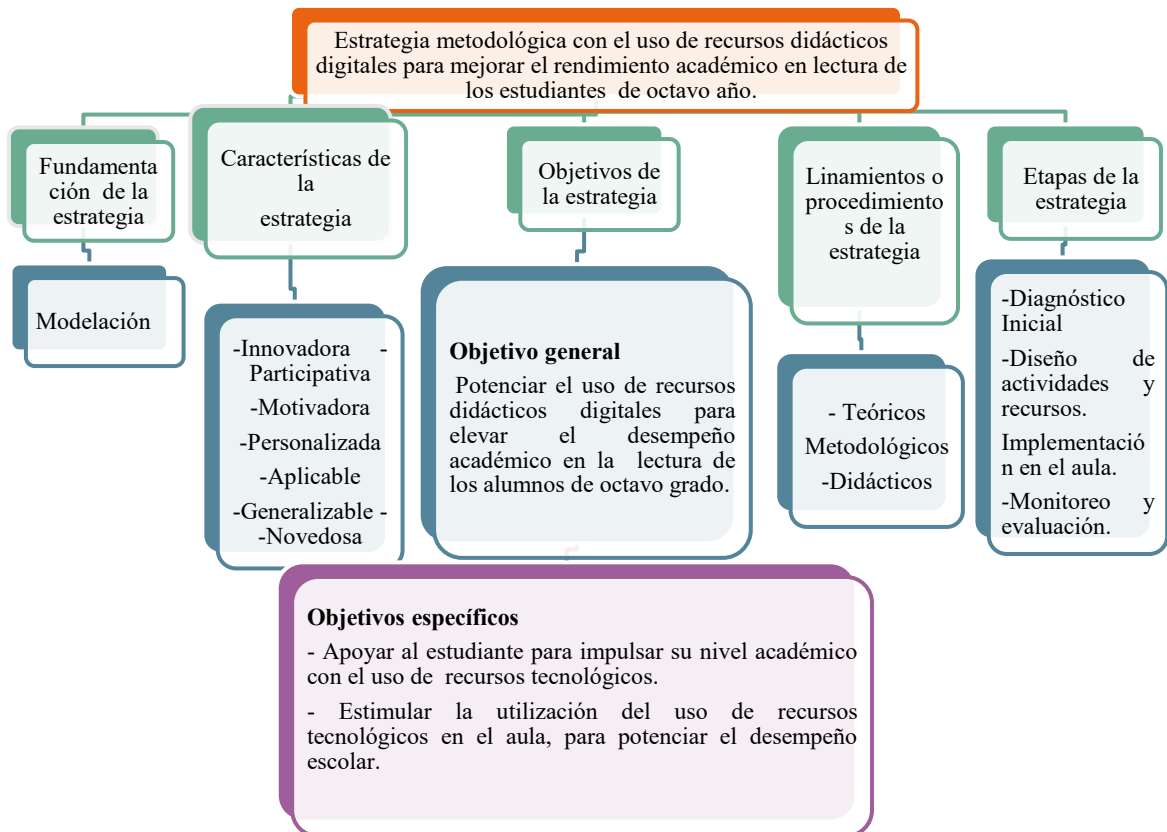 Estrategia metodológica con el uso de recursos didácticos
digitales para mejorar el rendimiento académico en lectura de
los estudiantes de octavo año.
Fundamenta
ción de la
estrategia
Modelación
Características de
la
estrategia
-Innovadora -
Participativa
-Motivadora
-Personalizada
-Aplicable
-Generalizable -
-Novedosa
Objetivos de
la estrategia
Objetivo general
Potenciar el uso de recursos
didácticos digitales para
elevar el desempeño
académico en la lectura de
los alumnos de octavo grado.
Objetivos específicos
- Apoyar al estudiante para impulsar su nivel académico
con el uso de recursos tecnológicos.
- Estimular la utilización del uso de recursos
tecnológicos en el aula, para potenciar el desempeño
escolar.
Linamientos o
procedimiento
s de la
estrategia
- Teóricos
Metodológicos
-Didácticos
Etapas de la
estrategia
-Diagnóstico
Inicial
-Diseño de
actividades y
recursos.
Implementació
n en el aula.
-Monitoreo y
evaluación.